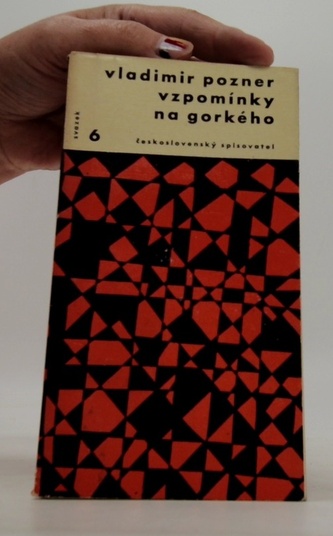 vladimir pozner
vzpomínky
na gorkého
svazek
6
československý spisovatel